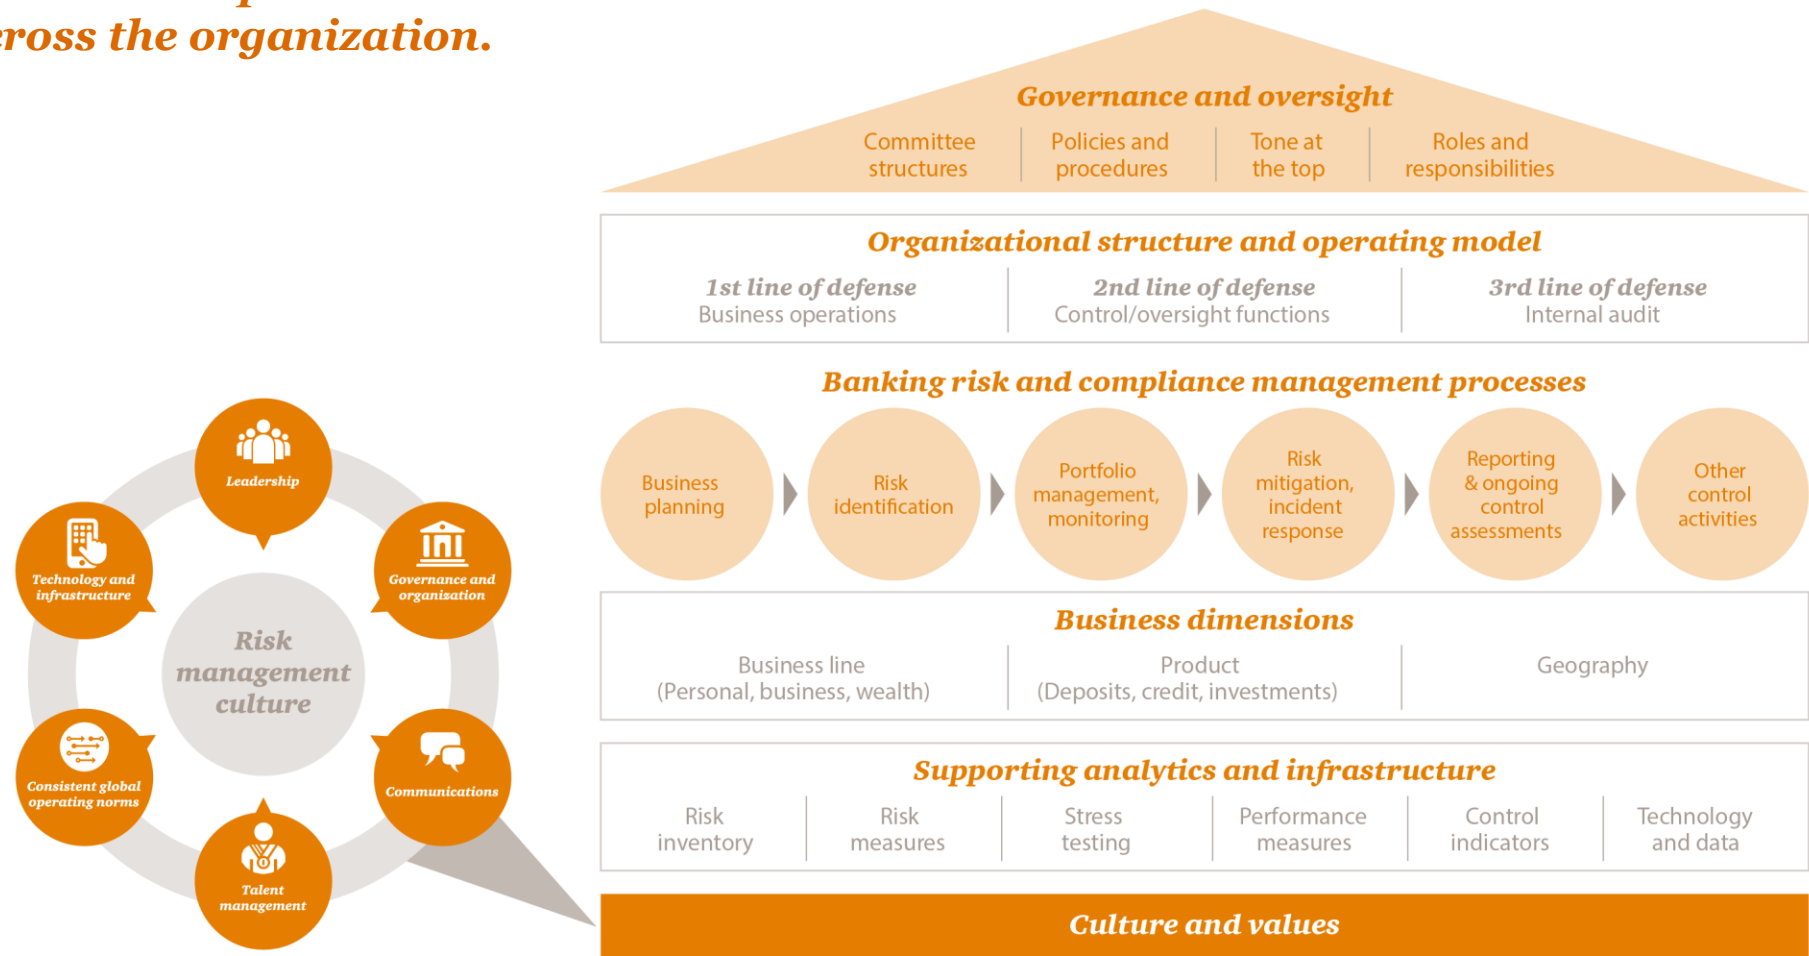 across the organization.
Governance and oversight
Committee
structures
Policies and
procedures
Tone at
the top
Roles and
responsibilities
Organizational structure and operating model
1st line of defense
Business operations
2nd line of defense
Control/oversight functions
3rd line of defense
Internal audit
Banking risk and compliance management processes
Business
planning
Risk
identification
Portfolio
management,
monitoring
Risk
mitigation,
incident
response
Reporting
& ongoing
control
assessments
Other
control
activities
Business dimensions
Business line
(Personal, business, wealth)
Product
(Deposits, credit, investments)
Geography
Supporting analytics and infrastructure
Risk
inventory
Risk
measures
Stress
testing
Performance
measures
Control
indicators
Technology
and data
Culture and values
Risk
management
culture
Leadership
Governance and
organization
Communications
Talent
management
Consistent global
operating norms
Technology and
infrastructure